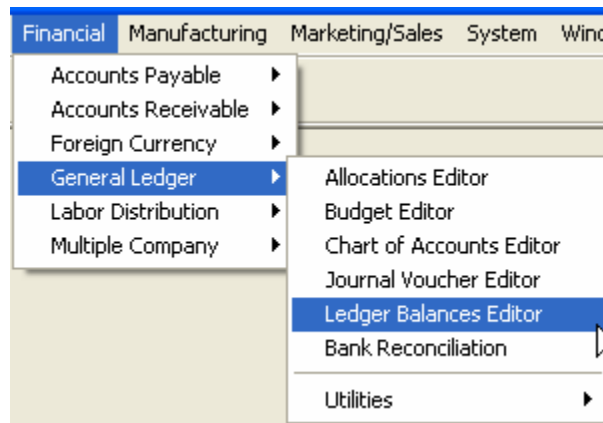 Financial Manufacturing Marketing/Sales System
Accounts Payable
Accounts Receivable
Foreign Currency
General Ledger
Labor Distribution
Multiple Company
Allocations Editor
Budget Editor
Chart of Accounts Editor
Journal Voucher Editor
Ledger Balances Editor
Bank Reconciliation
Utilities